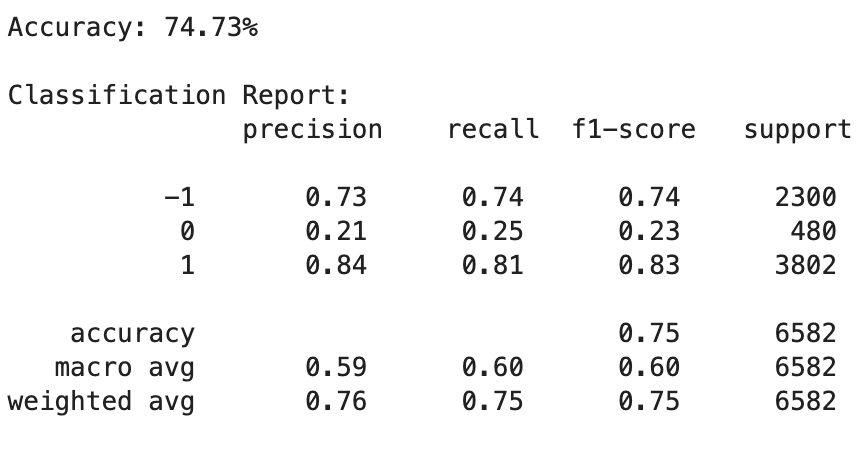 Accuracy: 74.73%
Classification Report:
precision recall f1-score support
-1 0.73 0.74 0.74 2300
0 0.21 0.25 0.23 480
1 0.84 0.81 0.83 3802
accuracy 0.75 6582
macro avg 0.59 0.60 0.60 6582
weighted avg 0.76 0.75 0.75 6582